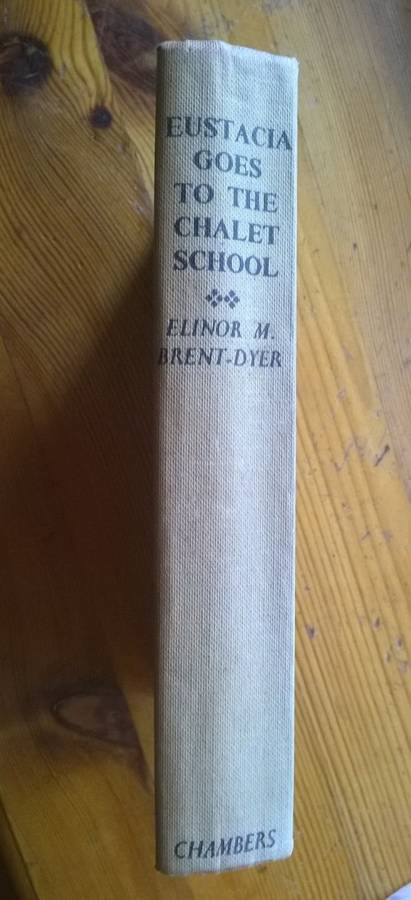 EUSTACIA
GOES
TO THE
CHALET
SCHOOL
ELINOR M.
BRENT-DYER
CHAMBERS